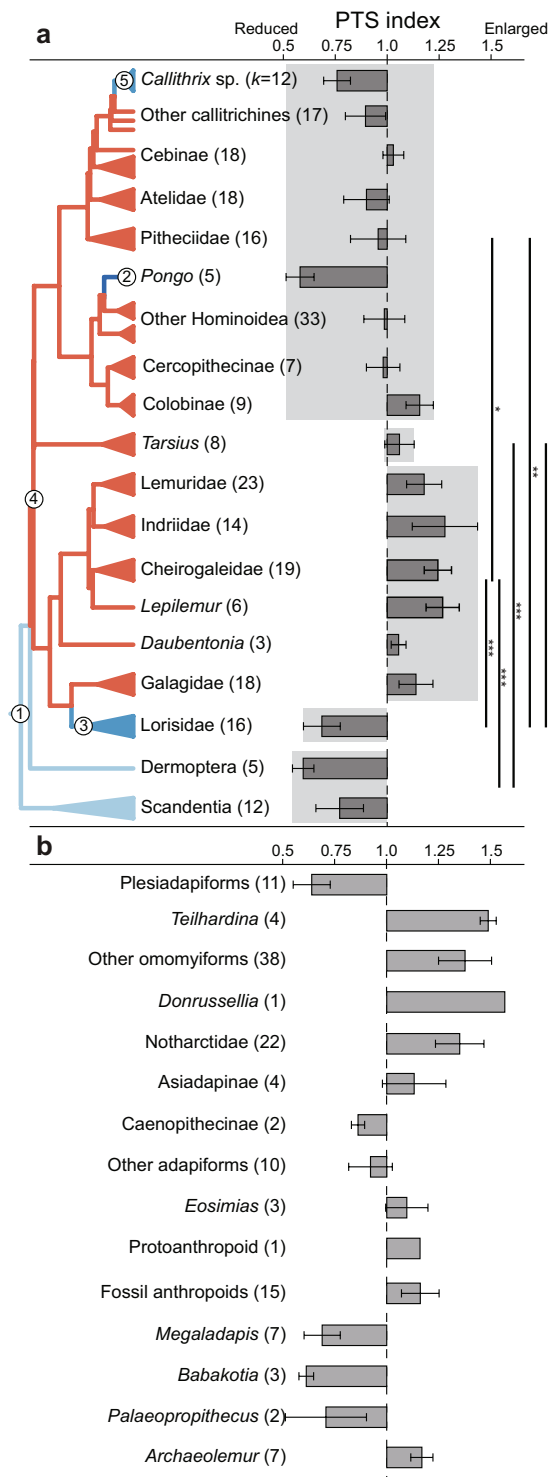 PTS index
Reduced
Enlarged
a
0.5 0.75 1.0 1.25 1.5
5
Callithrix sp. (k=12)
Other callitrichines (17)
Cebinae (18)
Atelidae (18)
Pitheciidae (16)
2
Pongo (5)
Other Hominoidea (33)
Cercopithecinae (7)
Colobinae (9)
*
Tarsius (8)
**
Lemuridae (23)
4
Indriidae (14)
Cheirogaleidae (19)
Lepilemur (6)
***
Daubentonia (3)
***
Galagidae (18)
***
1
3
Lorisidae (16)
Dermoptera (5)
Scandentia (12)
b
0.5 0.75 1.0 1.25 1.5
Plesiadapiforms (11)
Teilhardina (4)
Other omomyiforms (38)
Donrussellia (1)
Notharctidae (22)
Asiadapinae (4)
Caenopithecinae (2)
Other adapiforms (10)
Eosimias (3)
Protoanthropoid (1)
Fossil anthropoids (15)
Megaladapis (7)
Babakotia (3)
Palaeopropithecus (2)
Archaeolemur (7)